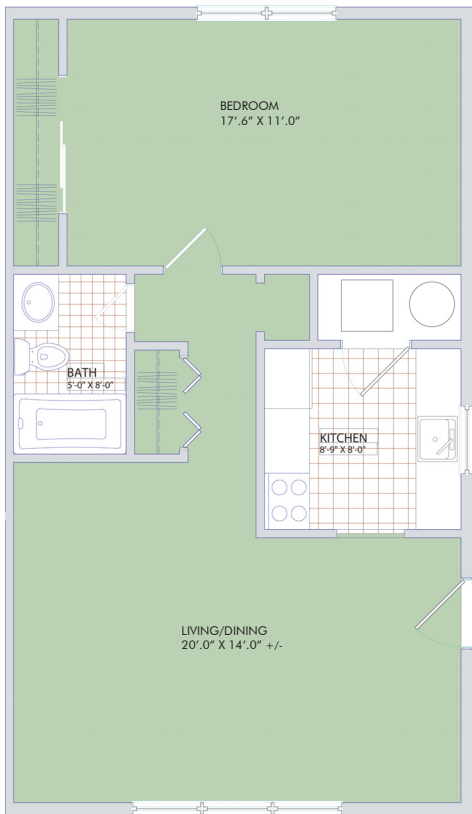 BEDROOM
17'.6" X 11'.0"
BATH
5'-0" X 8'-0"
KITCHEN
8'-9" X 8'-0"
LIVING/DINING
20'.0" X 14'.0" +/-